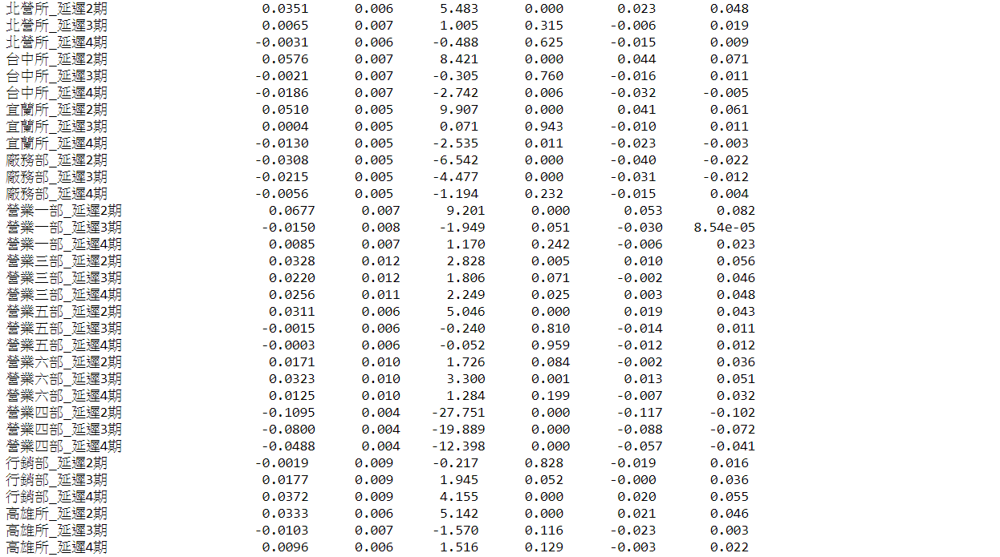 北營所_延遲2期 0.0351 0.006 5.483 0.000 0.023 0.048
北營所_延遲3期 0.0065 0.007 1.005 0.315 -0.006 0.019
北營所_延遲4期 -0.0031 0.006 -0.488 0.625 -0.015 0.009
台中所_延遲2期 0.0576 0.007 8.421 0.000 0.044 0.071
台中所_延遲3期 -0.0021 0.007 -0.305 0.760 -0.016 0.011
台中所_延遲4期 -0.0186 0.007 -2.742 0.006 -0.032 -0.005
宜蘭所_延遲2期 0.0510 0.005 9.907 0.000 0.041 0.061
宜蘭所_延遲3期 0.0004 0.005 0.071 0.943 -0.010 0.011
宜蘭所_延遲4期 -0.0130 0.005 -2.535 0.011 -0.023 -0.003
廠務部_延遲2期 -0.0308 0.005 -6.542 0.000 -0.040 -0.022
廠務部_延遲3期 -0.0215 0.005 -4.477 0.000 -0.031 -0.012
廠務部_延遲4期 -0.0056 0.005 -1.194 0.232 -0.015 0.004
營業一部_延遲2期 0.0677 0.007 9.201 0.000 0.053 0.082
營業一部_延遲3期 -0.0150 0.008 -1.949 0.051 -0.030 8.54e-05
營業一部_延遲4期 0.0085 0.007 1.170 0.242 -0.006 0.023
營業三部_延遲2期 0.0328 0.012 2.828 0.005 0.010 0.056
營業三部_延遲3期 0.0220 0.012 1.806 0.071 -0.002 0.046
營業三部_延遲4期 0.0256 0.011 2.249 0.025 0.003 0.048
營業五部_延遲2期 0.0311 0.006 5.046 0.000 0.019 0.043
營業五部_延遲3期 -0.0015 0.006 -0.240 0.810 -0.014 0.011
營業五部_延遲4期 -0.0003 0.006 -0.052 0.959 -0.012 0.012
營業六部_延遲2期 0.0171 0.010 1.726 0.084 -0.002 0.036
營業六部_延遲3期 0.0323 0.010 3.300 0.001 0.013 0.051
營業六部_延遲4期 0.0125 0.010 1.284 0.199 -0.007 0.032
營業四部_延遲2期 -0.1095 0.004 -27.751 0.000 -0.117 -0.102
營業四部_延遲3期 -0.0800 0.004 -19.889 0.000 -0.088 -0.072
營業四部_延遲4期 -0.0488 0.004 -12.398 0.000 -0.057 -0.041
行銷部_延遲2期 -0.0019 0.009 -0.217 0.828 -0.019 0.016
行銷部_延遲3期 0.0177 0.009 1.945 0.052 -0.000 0.036
行銷部_延遲4期 0.0372 0.009 4.155 0.000 0.020 0.055
高雄所_延遲2期 0.0333 0.006 5.142 0.000 0.021 0.046
高雄所_延遲3期 -0.0103 0.007 -1.570 0.116 -0.023 0.003
高雄所_延遲4期 0.0096 0.006 1.516 0.129 -0.003 0.022